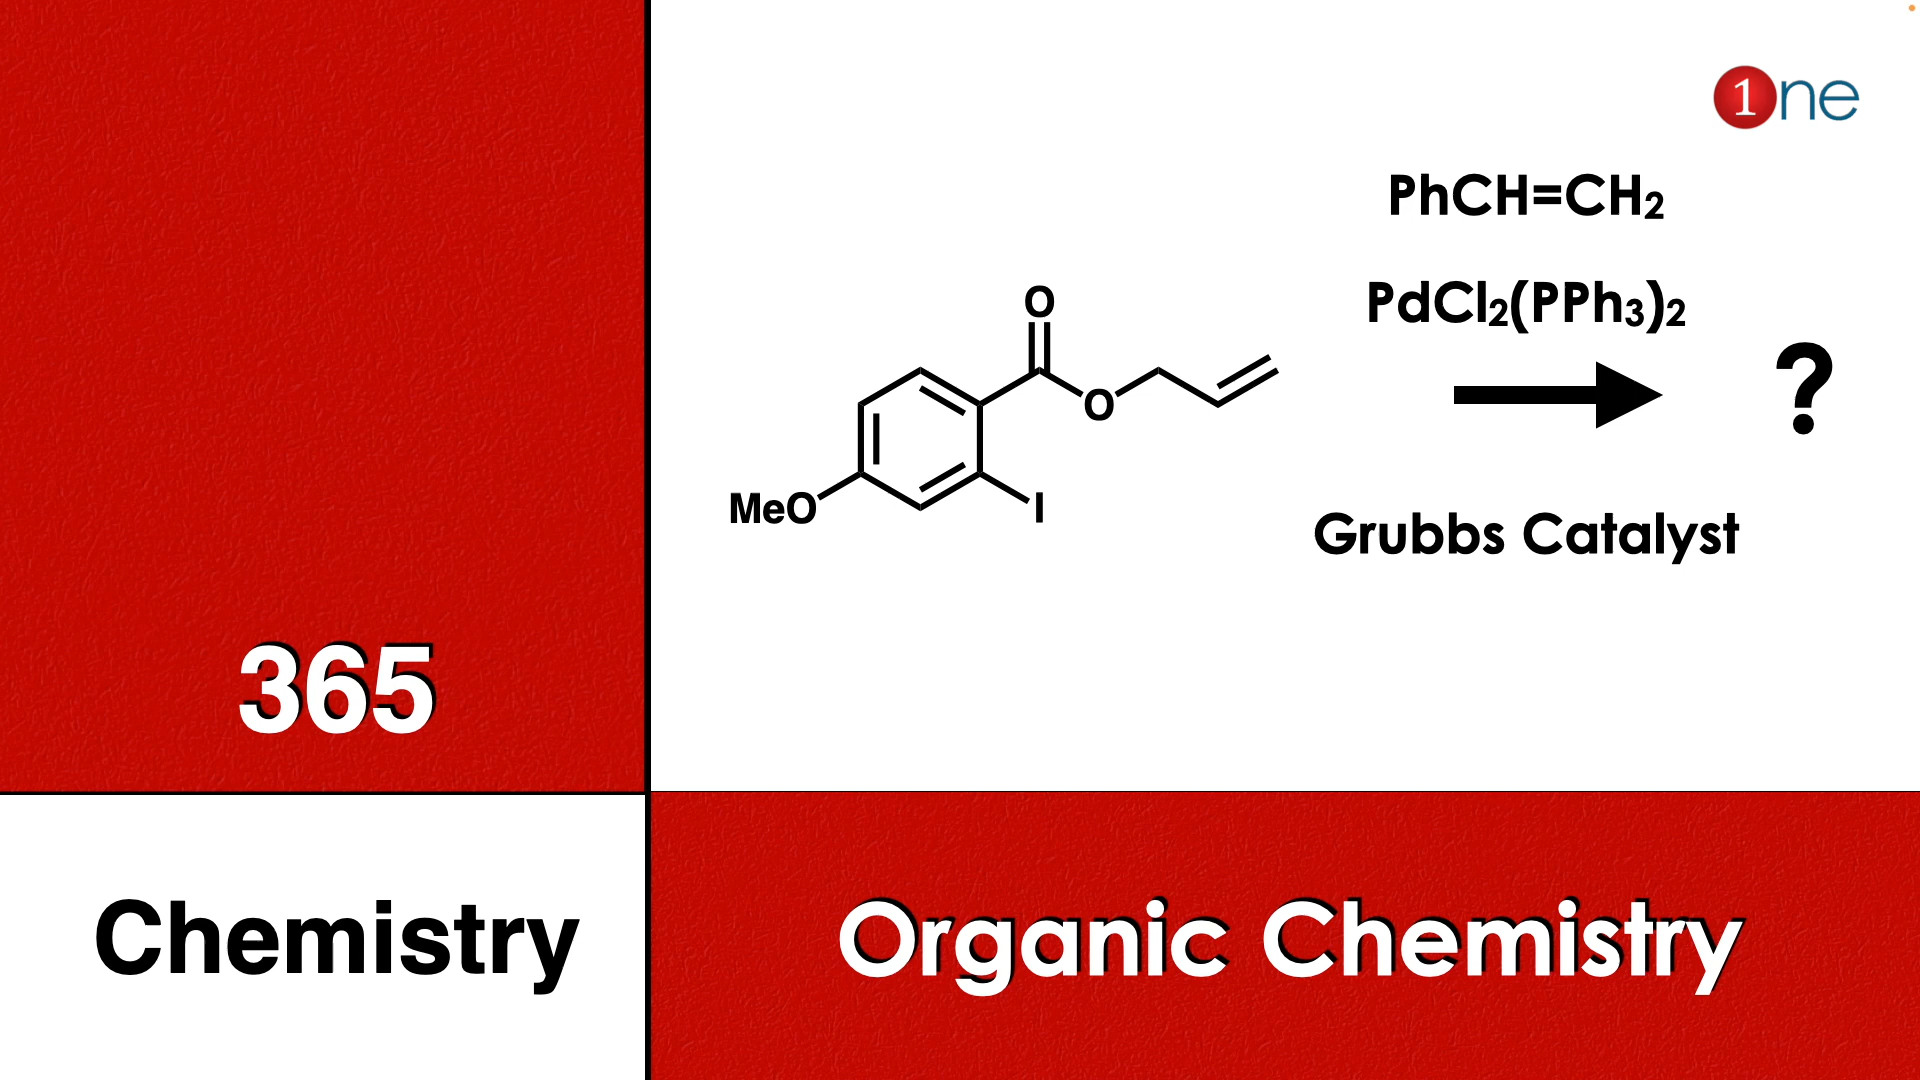 1ne
PhCH=CH₂
PdCl₂(PPh₃)₂
?
Grubbs Catalyst
O
O
MeO
I
365
Chemistry
Organic Chemistry